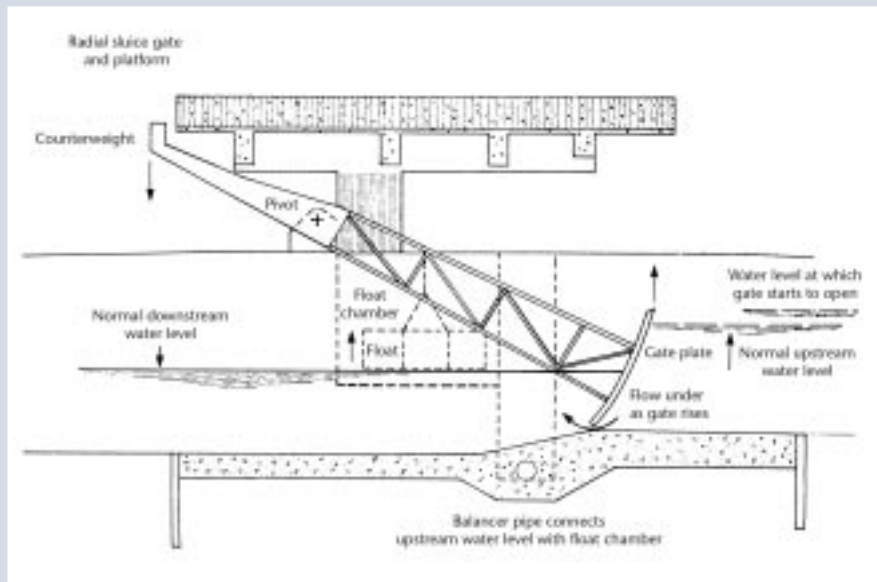 Radial sluice gate
and platform
Counterweight
Pivot
Float
chamber
Float
Normal downstream
water level
Water level at which
gate starts to open
Gate plate
Normal upstream
water level
Flow under
as gate rises
Balancer pipe connects
upstream water level with float chamber